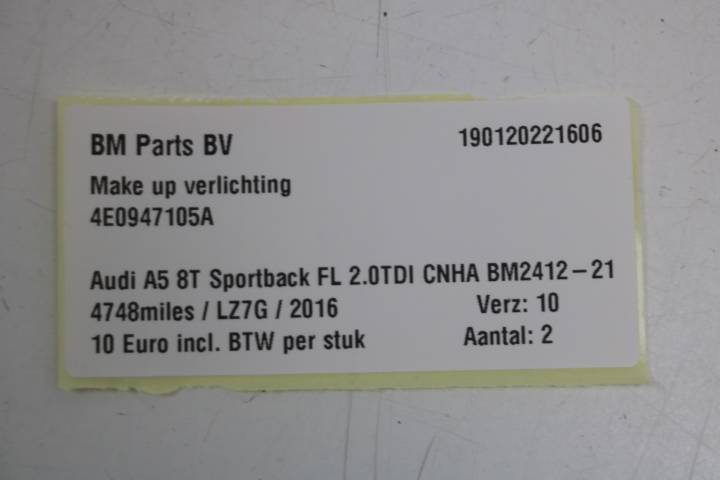 BM Parts BV 190120221606
Make up verlichting
4E0947105A
Audi A5 8T Sportback FL 2.0TDI CNHA BM2412-21
4748miles / LZ7G / 2016 Verz: 10
10 Euro incl. BTW per stuk Aantal: 2